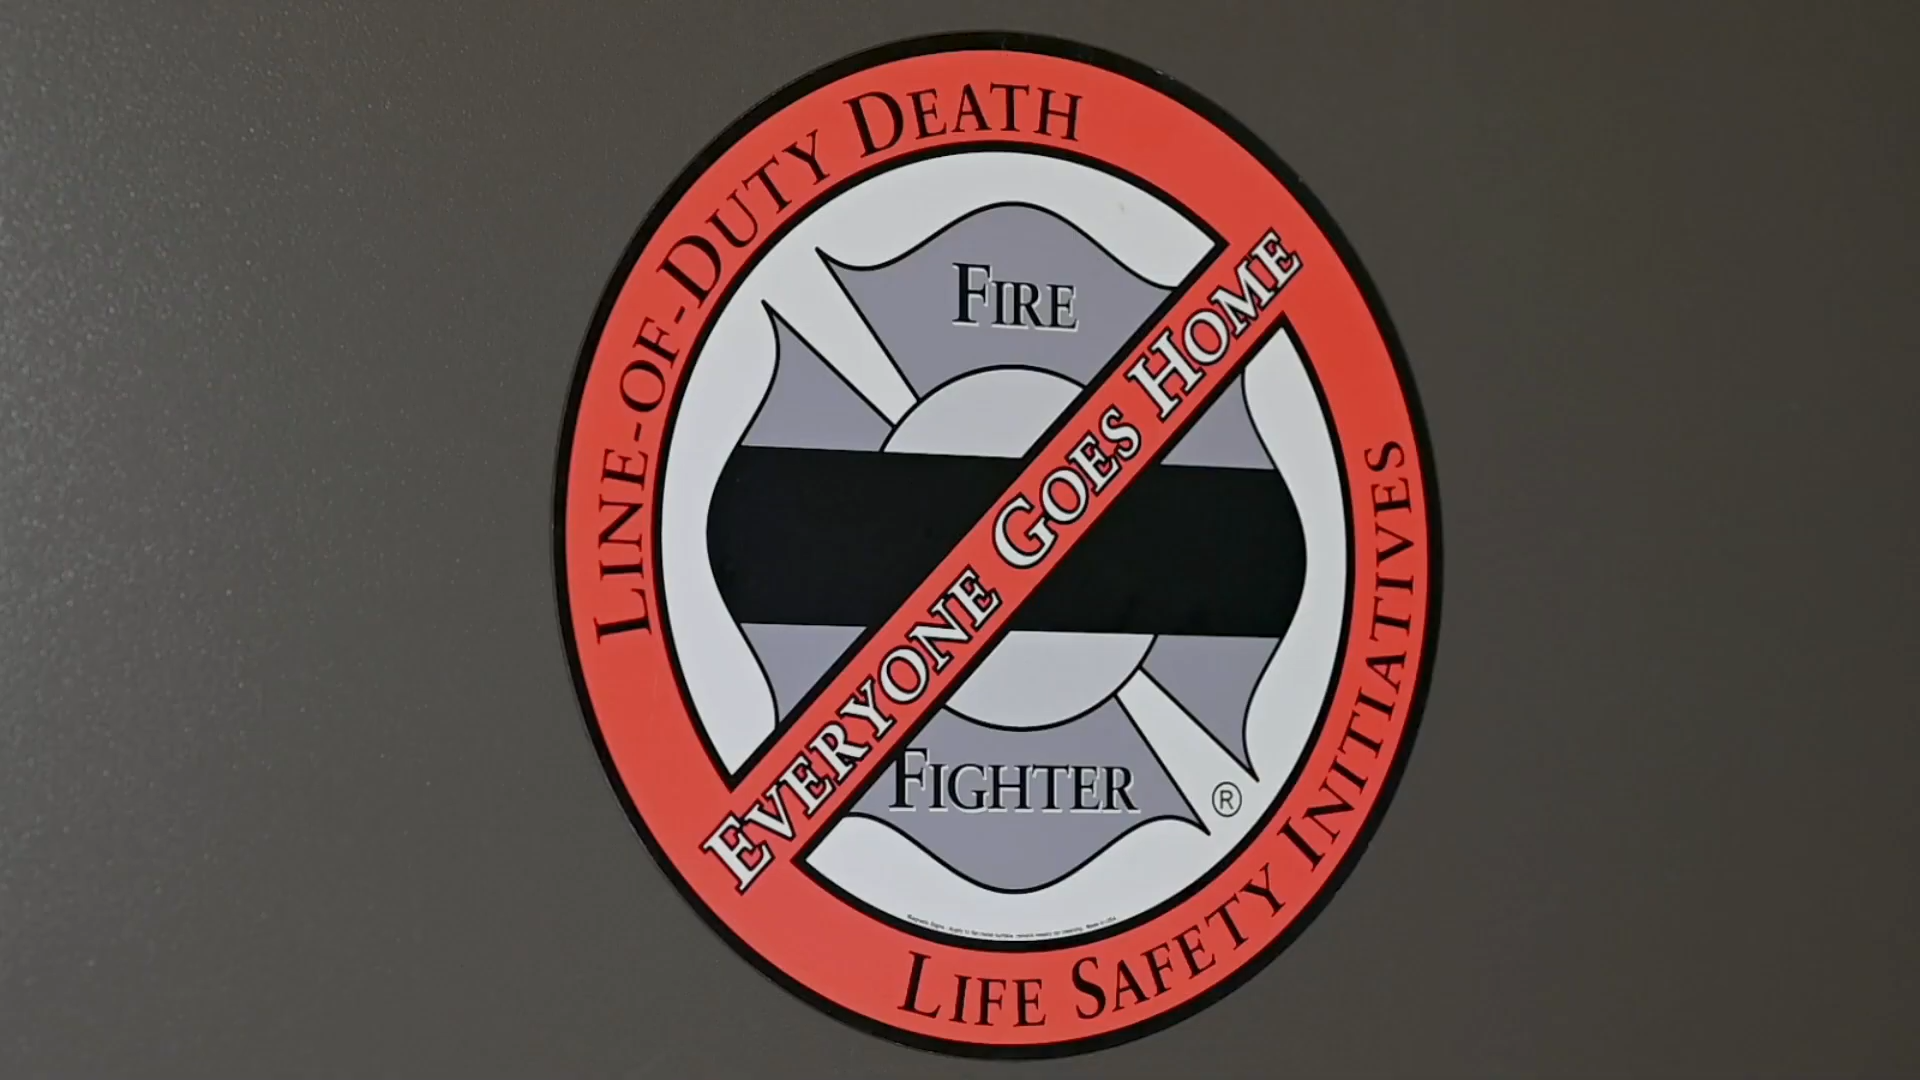 LINE-OF-DUTY DEATH
FIRE
EVERYONE GOES HOME
FIGHTER
®
LIFE SAFETY INITIATIVES